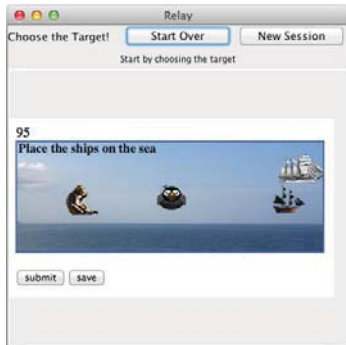 Relay
Choose the Target! Start Over New Session
Start by choosing the target
95
Place the ships on the sea
submit save